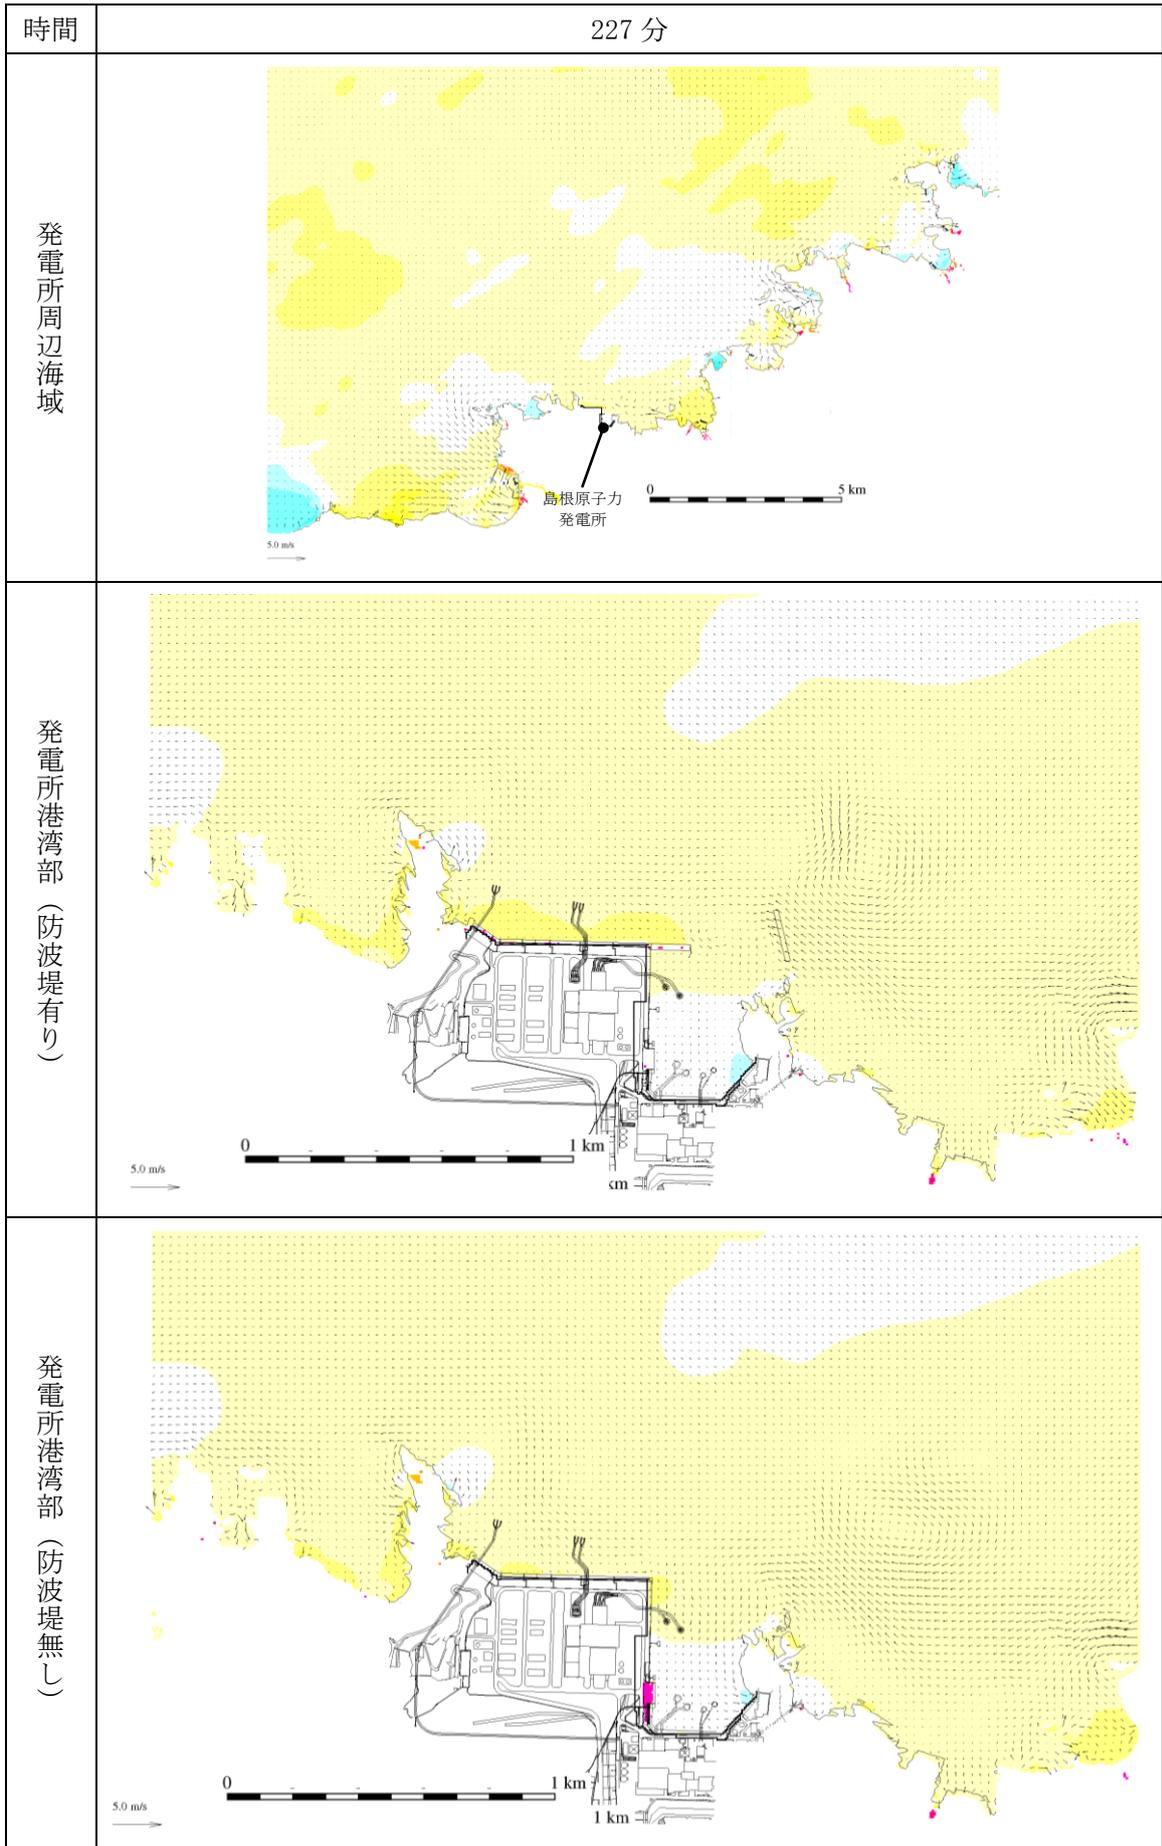 時間
227 分
発電所周辺海域
島根原子力
発電所
0
5 km
5.0 m/s
発電所港湾部（防波堤有り）
0
1 km
5.0 m/s
km
発電所港湾部（防波堤無し）
0
1 km
5.0 m/s
1 km